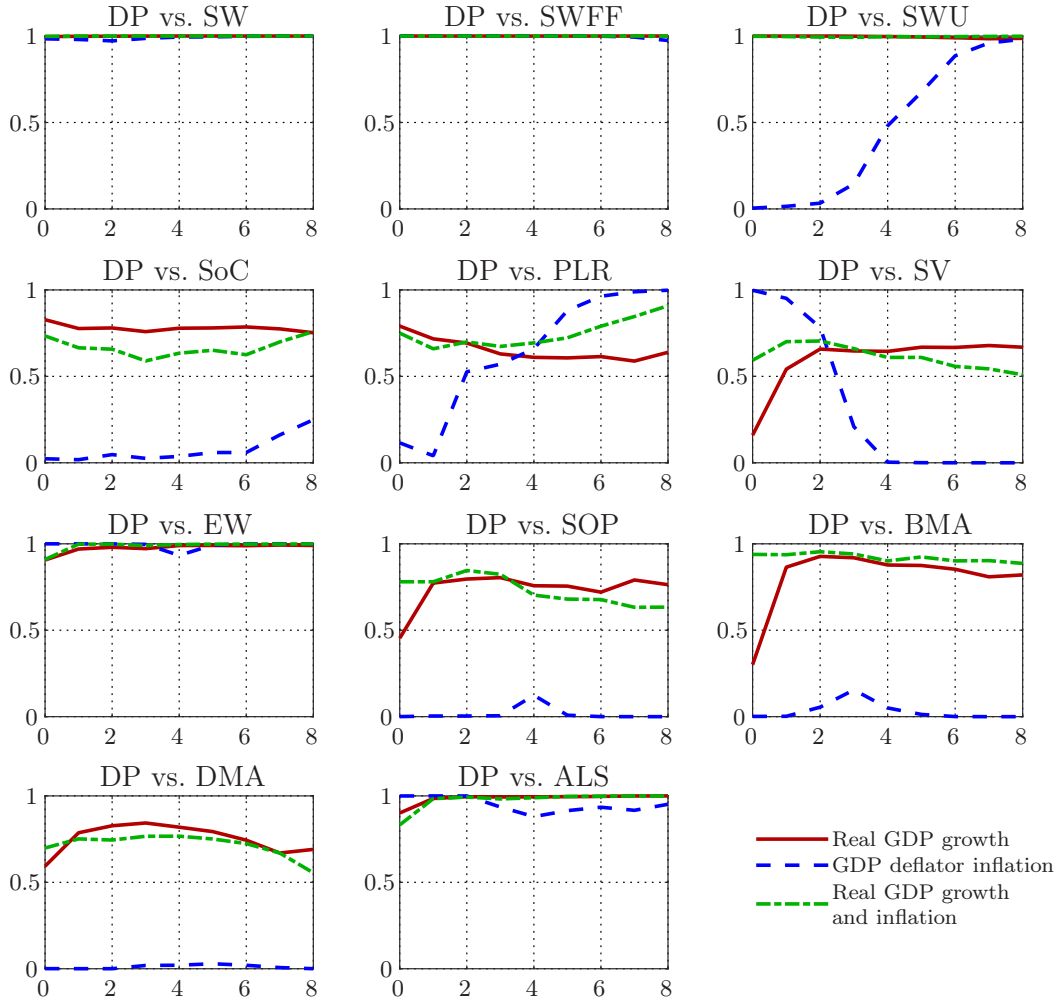 DP vs. SW
DP vs. SWFF
DP vs. SWU
1
0.5
0
0 2 4 6 8
1
0.5
0
0 2 4 6 8
1
0.5
0
0 2 4 6 8
DP vs. SoC
DP vs. PLR
DP vs. SV
1
0.5
0
0 2 4 6 8
1
0.5
0
0 2 4 6 8
1
0.5
0
0 2 4 6 8
DP vs. EW
DP vs. SOP
DP vs. BMA
1
0.5
0
0 2 4 6 8
1
0.5
0
0 2 4 6 8
1
0.5
0
0 2 4 6 8
DP vs. DMA
DP vs. ALS
1
0.5
0
0 2 4 6 8
1
0.5
0
0 2 4 6 8
Real GDP growth
GDP deflator inflation
Real GDP growth
and inflation